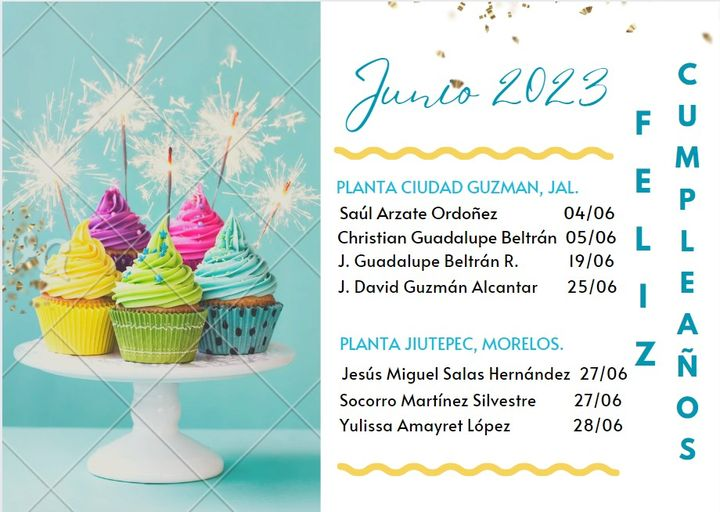 Junio 2023
FELIZ
CUMPLEAÑOS
PLANTA CIUDAD GUZMAN, JAL.
Saúl Arzate Ordoñez 04/06
Christian Guadalupe Beltrán 05/06
J. Guadalupe Beltrán R. 19/06
J. David Guzmán Alcantar 25/06
PLANTA JIUTEPEC, MORELOS.
Jesús Miguel Salas Hernández 27/06
Socorro Martínez Silvestre 27/06
Yulissa Amayret López 28/06